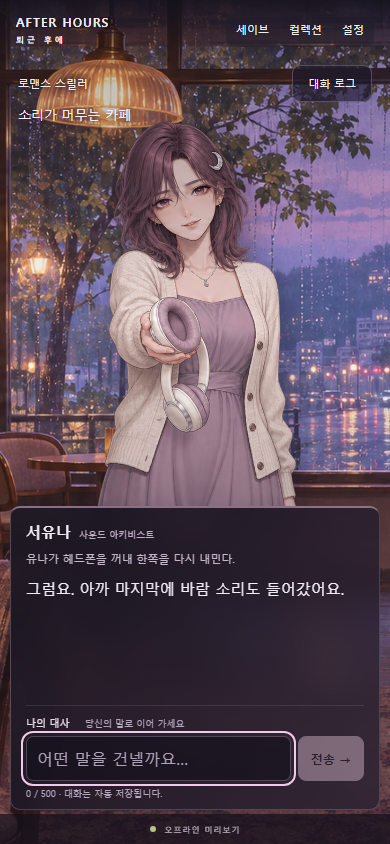 AFTER HOURS
퇴근 후에
세이브 컬렉션 설정
로맨스 스릴러
대화 로그
소리가 머무는 카페
서유나 사운드 아키비스트
유나가 헤드폰을 꺼내 한쪽을 다시 내민다.
그럼요. 아까 마지막에 바람 소리도 들어갔어요.
나의 대사 당신의 말로 이어 가세요
어떤 말을 건넬까요...
전송 →
0 / 500 · 대화는 자동 저장됩니다.
오프라인 미리보기